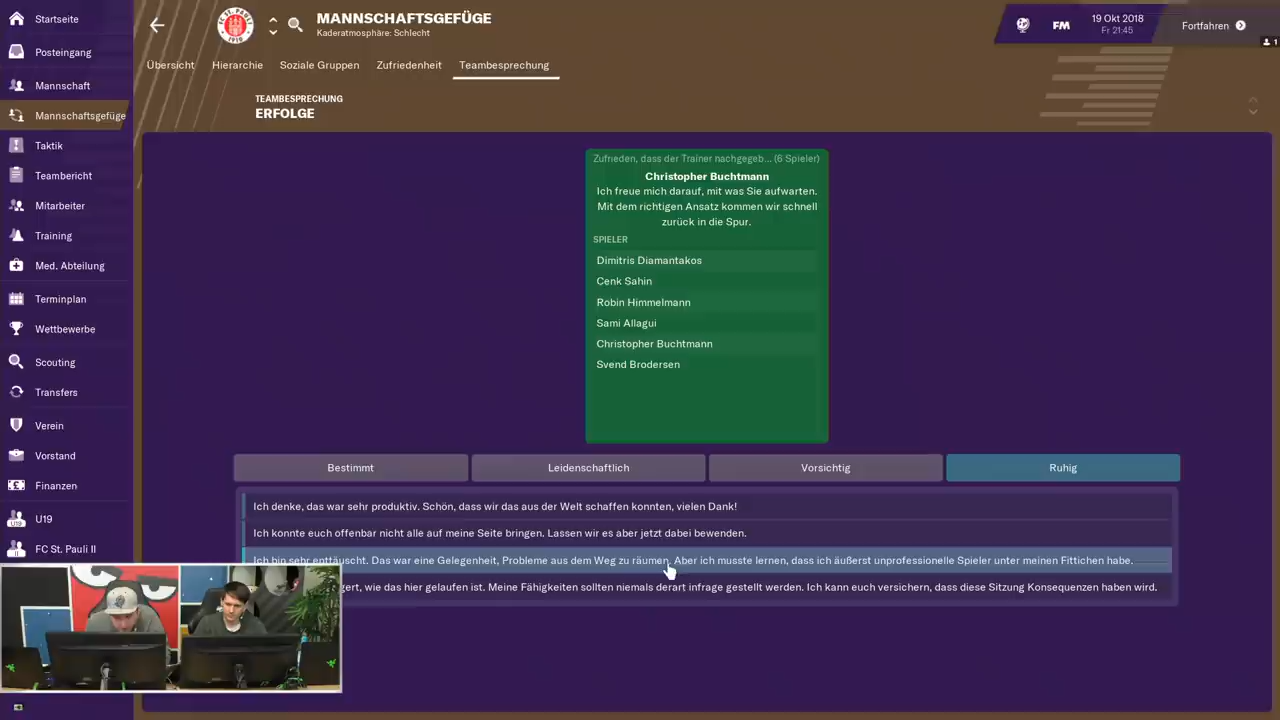 Startseite
Posteingang
Mannschaft
Mannschaftsgefüge
Taktik
Teambericht
Mitarbeiter
Training
Med. Abteilung
Terminplan
Wettbewerbe
Scouting
Transfers
Verein
Vorstand
Finanzen
U19
U19
FC St. Pauli II
MANNSCHAFTSGEFÜGE
Kaderatmosphäre: Schlecht
FM
19 Okt 2018
Fr 21:45
Fortfahren
1
Übersicht
Hierarchie
Soziale Gruppen
Zufriedenheit
Teambesprechung
TEAMBESPRECHUNG
ERFOLGE
Zufrieden, dass der Trainer nachgegeb... (6 Spieler)
Christopher Buchtmann
Ich freue mich darauf, mit was Sie aufwarten.
Mit dem richtigen Ansatz kommen wir schnell
zurück in die Spur.
SPIELER
Dimitris Diamantakos
Cenk Sahin
Robin Himmelmann
Sami Allagui
Christopher Buchtmann
Svend Brodersen
Bestimmt
Leidenschaftlich
Vorsichtig
Ruhig
Ich denke, das war sehr produktiv. Schön, dass wir das aus der Welt schaffen konnten, vielen Dank!
Ich konnte euch offenbar nicht alle auf meine Seite bringen. Lassen wir es aber jetzt dabei bewenden.
Ich bin sehr enttäuscht. Das war eine Gelegenheit, Probleme aus dem Weg zu räumen. Aber ich musste lernen, dass ich äußerst unprofessionelle Spieler unter meinen Fittichen habe.
gert, wie das hier gelaufen ist. Meine Fähigkeiten sollten niemals derart infrage gestellt werden. Ich kann euch versichern, dass diese Sitzung Konsequenzen haben wird.